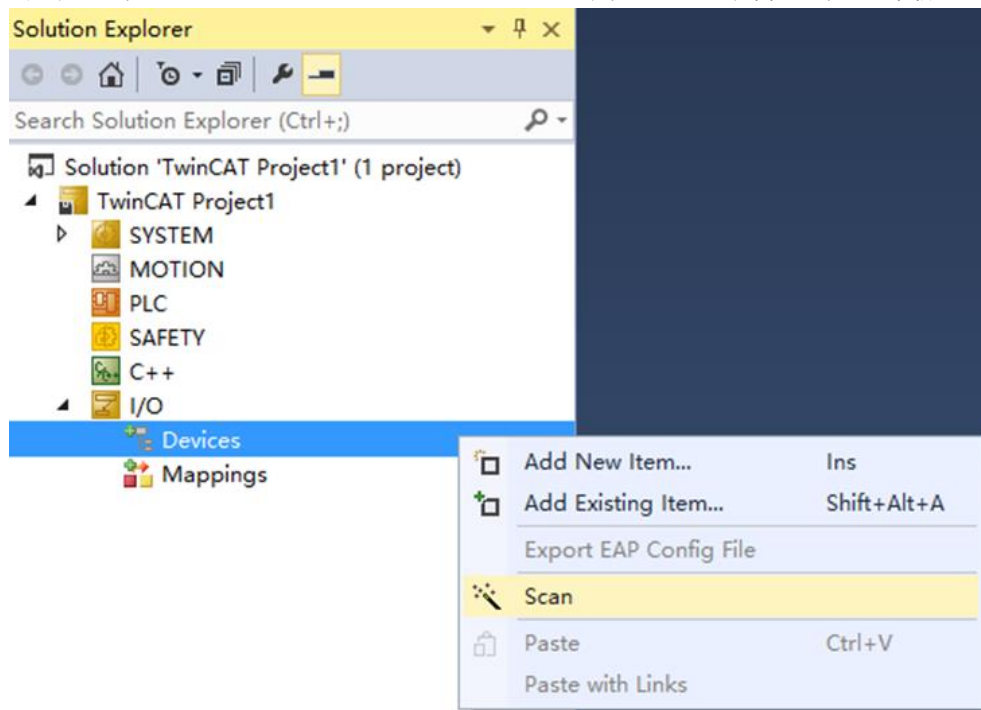 Solution Explorer
Search Solution Explorer (Ctrl+;)
Solution 'TwinCAT Project1' (1 project)
TwinCAT Project1
SYSTEM
MOTION
PLC
SAFETY
C++
I/O
Devices
Mappings
Add New Item... Ins
Add Existing Item... Shift+Alt+A
Export EAP Config File
Scan
Paste Ctrl+V
Paste with Links